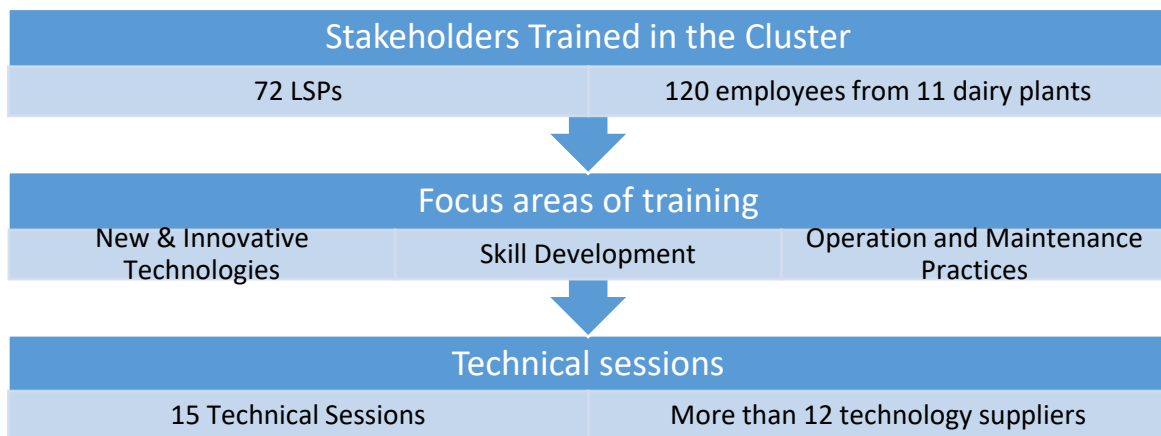 Stakeholders Trained in the Cluster
72 LSPs
120 employees from 11 dairy plants
Focus areas of training
New & Innovative
Technologies
Skill Development
Operation and Maintenance
Practices
Technical sessions
15 Technical Sessions
More than 12 technology suppliers